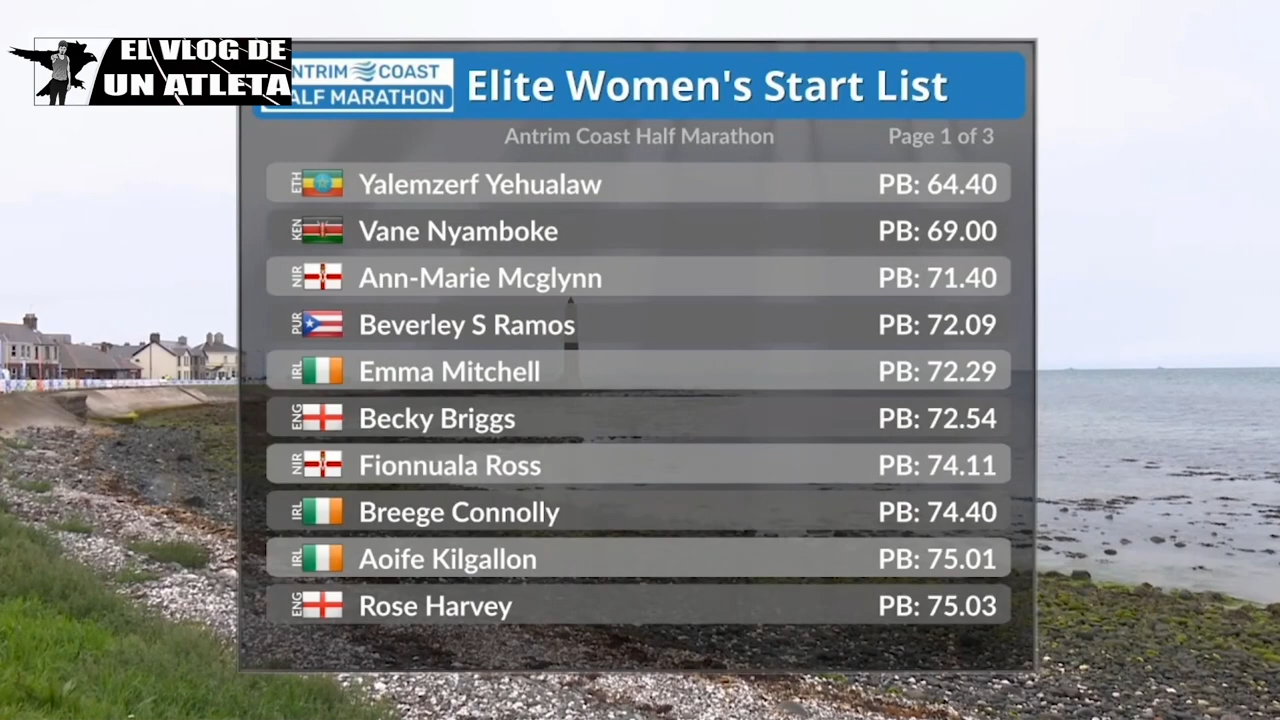 EL VLOG DE
UN ATLETA
NTRIM COAST
ALF MARATHON
Elite Women's Start List
Antrim Coast Half Marathon Page 1 of 3
ETH Yalemzerf Yehualaw PB: 64.40
KEN Vane Nyamboke PB: 69.00
NIR Ann-Marie Mcglynn PB: 71.40
PUR Beverley S Ramos PB: 72.09
IRL Emma Mitchell PB: 72.29
ENG Becky Briggs PB: 72.54
NIR Fionnuala Ross PB: 74.11
IRL Breege Connolly PB: 74.40
IRL Aoife Kilgallon PB: 75.01
ENG Rose Harvey PB: 75.03